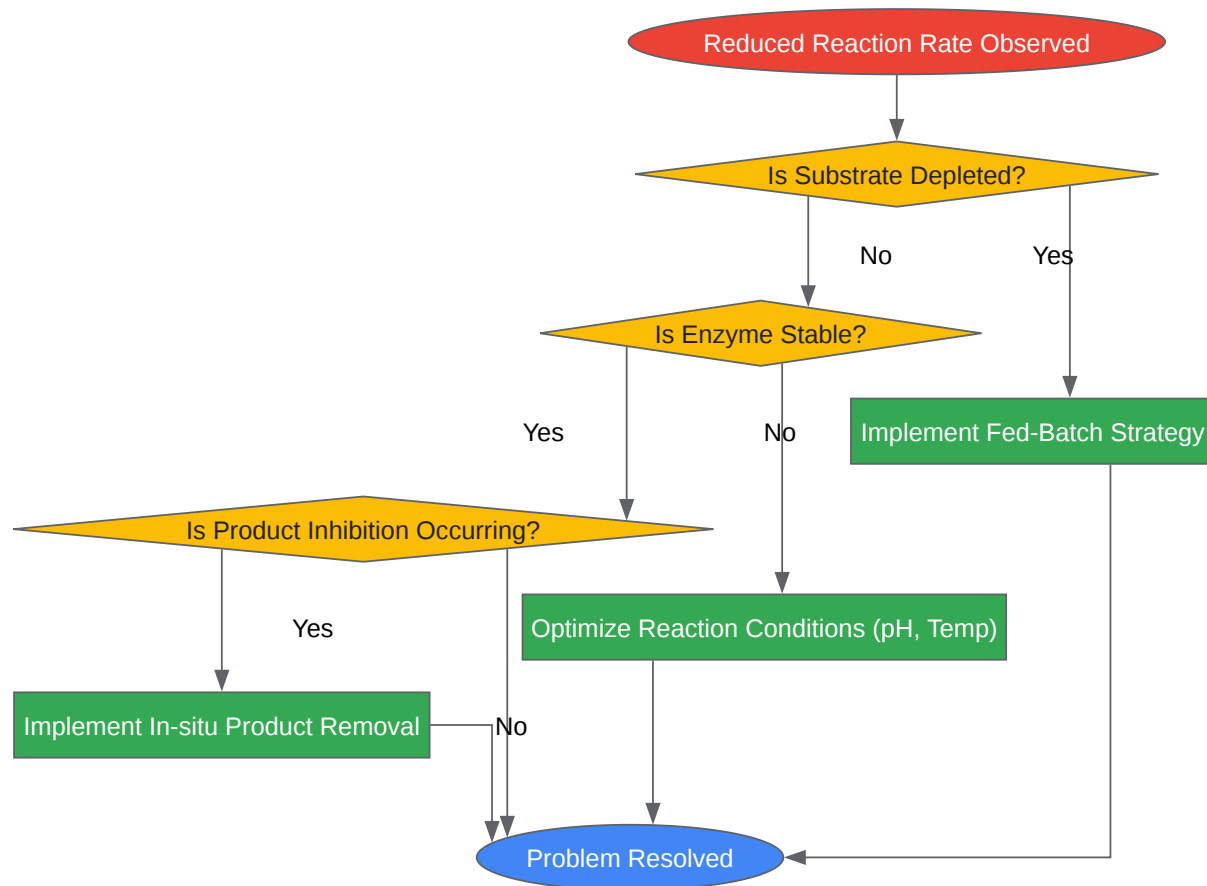 Reduced Reaction Rate Observed
Is Substrate Depleted?
No
Yes
Is Enzyme Stable?
Yes
No
Implement Fed-Batch Strategy
Is Product Inhibition Occurring?
Yes
Optimize Reaction Conditions (pH, Temp)
Implement In-situ Product Removal
No
Problem Resolved